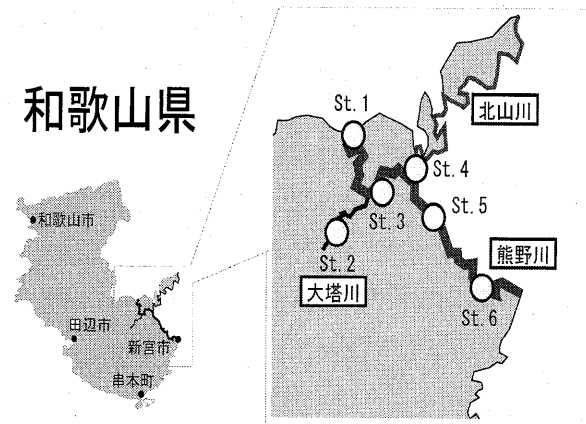 和歌山県
和歌山市
田辺市
新宮市
串本町
St.1
北山川
St.4
St.3
St.5
St.2
大塔川
熊野川
St.6